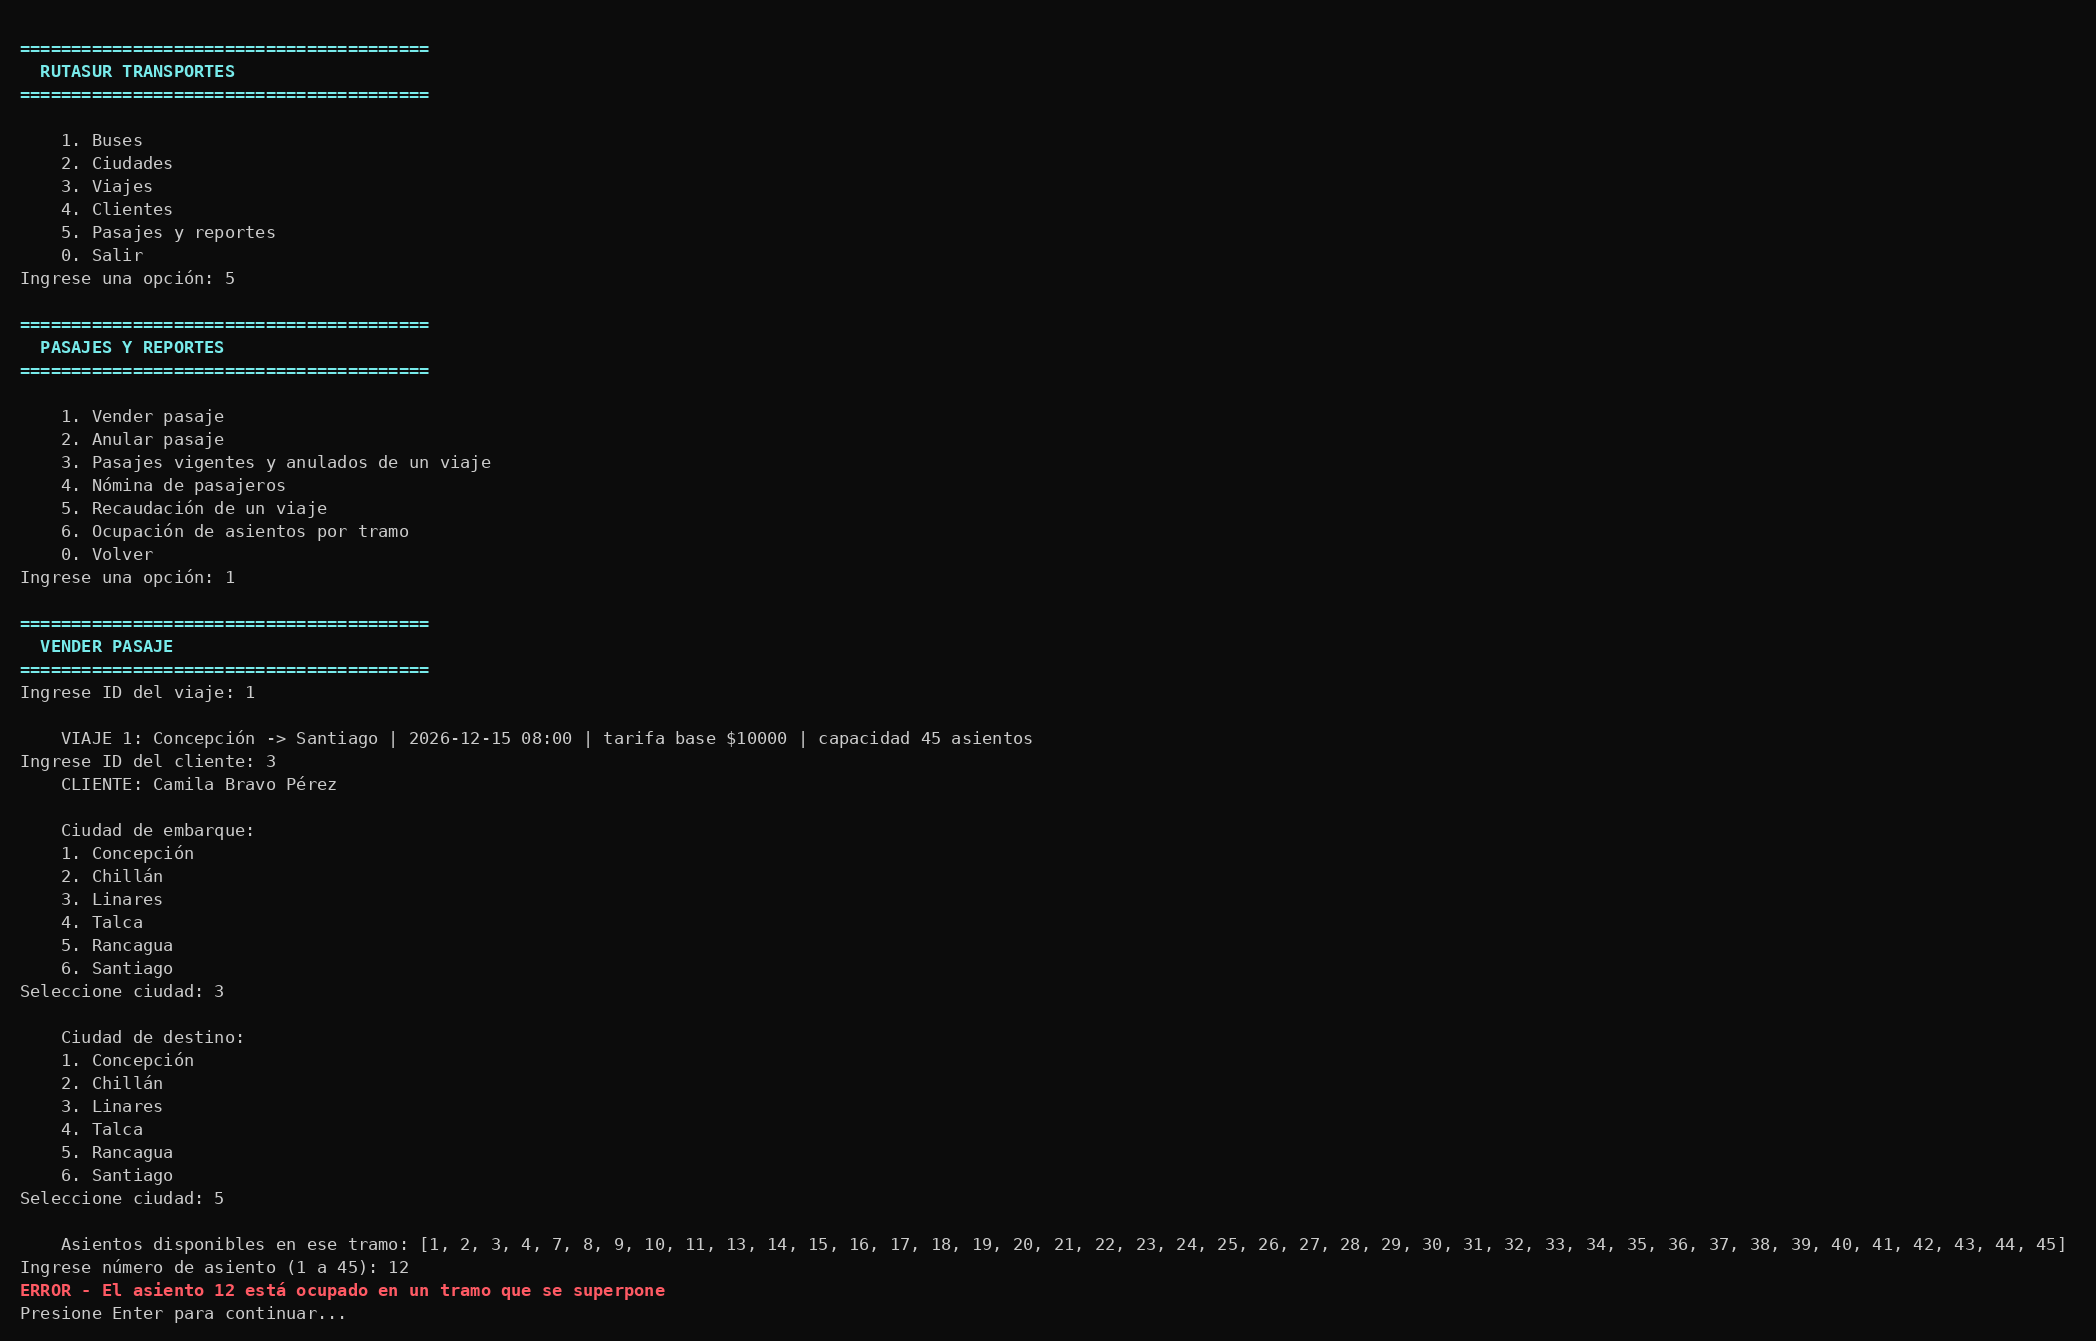 ========================================
  RUTASUR TRANSPORTES
========================================

    1. Buses
    2. Ciudades
    3. Viajes
    4. Clientes
    5. Pasajes y reportes
    0. Salir
Ingrese una opción: 5

========================================
  PASAJES Y REPORTES
========================================

    1. Vender pasaje
    2. Anular pasaje
    3. Pasajes vigentes y anulados de un viaje
    4. Nómina de pasajeros
    5. Recaudación de un viaje
    6. Ocupación de asientos por tramo
    0. Volver
Ingrese una opción: 1

========================================
  VENDER PASAJE
========================================
Ingrese ID del viaje: 1

    VIAJE 1: Concepción -> Santiago | 2026-12-15 08:00 | tarifa base $10000 | capacidad 45 asientos
Ingrese ID del cliente: 3
    CLIENTE: Camila Bravo Pérez

    Ciudad de embarque:
    1. Concepción
    2. Chillán
    3. Linares
    4. Talca
    5. Rancagua
    6. Santiago
Seleccione ciudad: 3

    Ciudad de destino:
    1. Concepción
    2. Chillán
    3. Linares
    4. Talca
    5. Rancagua
    6. Santiago
Seleccione ciudad: 5

    Asientos disponibles en ese tramo: [1, 2, 3, 4, 7, 8, 9, 10, 11, 13, 14, 15, 16, 17, 18, 19, 20, 21, 22, 23, 24, 25, 26, 27, 28, 29, 30, 31, 32, 33, 34, 35, 36, 37, 38, 39, 40, 41, 42, 43, 44, 45]
Ingrese número de asiento (1 a 45): 12
ERROR - El asiento 12 está ocupado en un tramo que se superpone
Presione Enter para continuar...